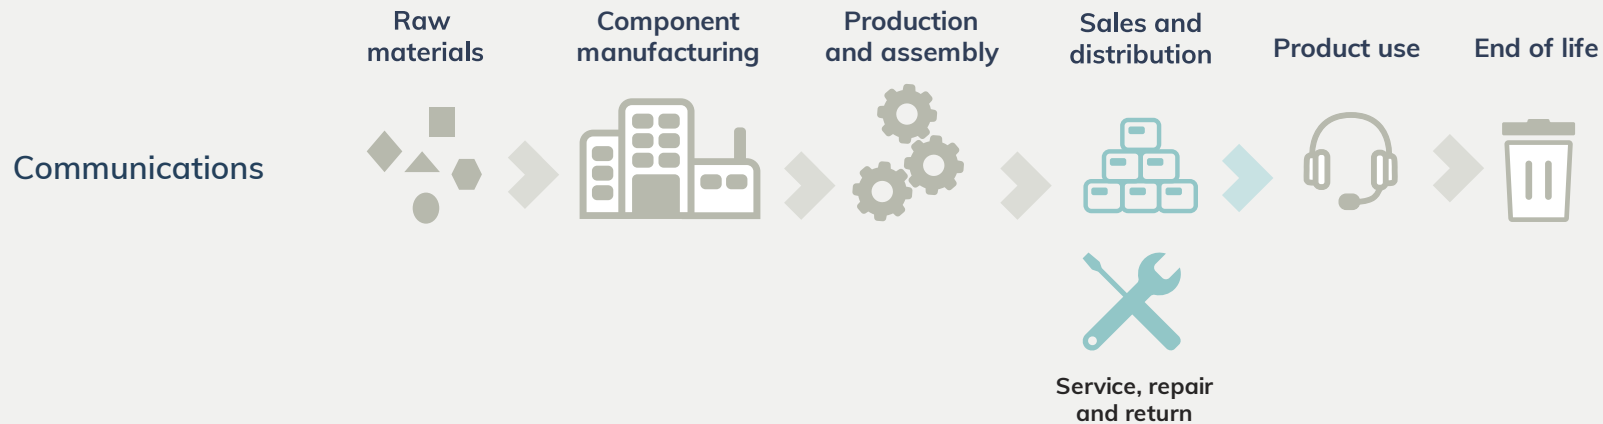 Raw
materials
Component
manufacturing
Production
and assembly
Sales and
distribution
Product use
End of life
Communications
Service, repair
and return